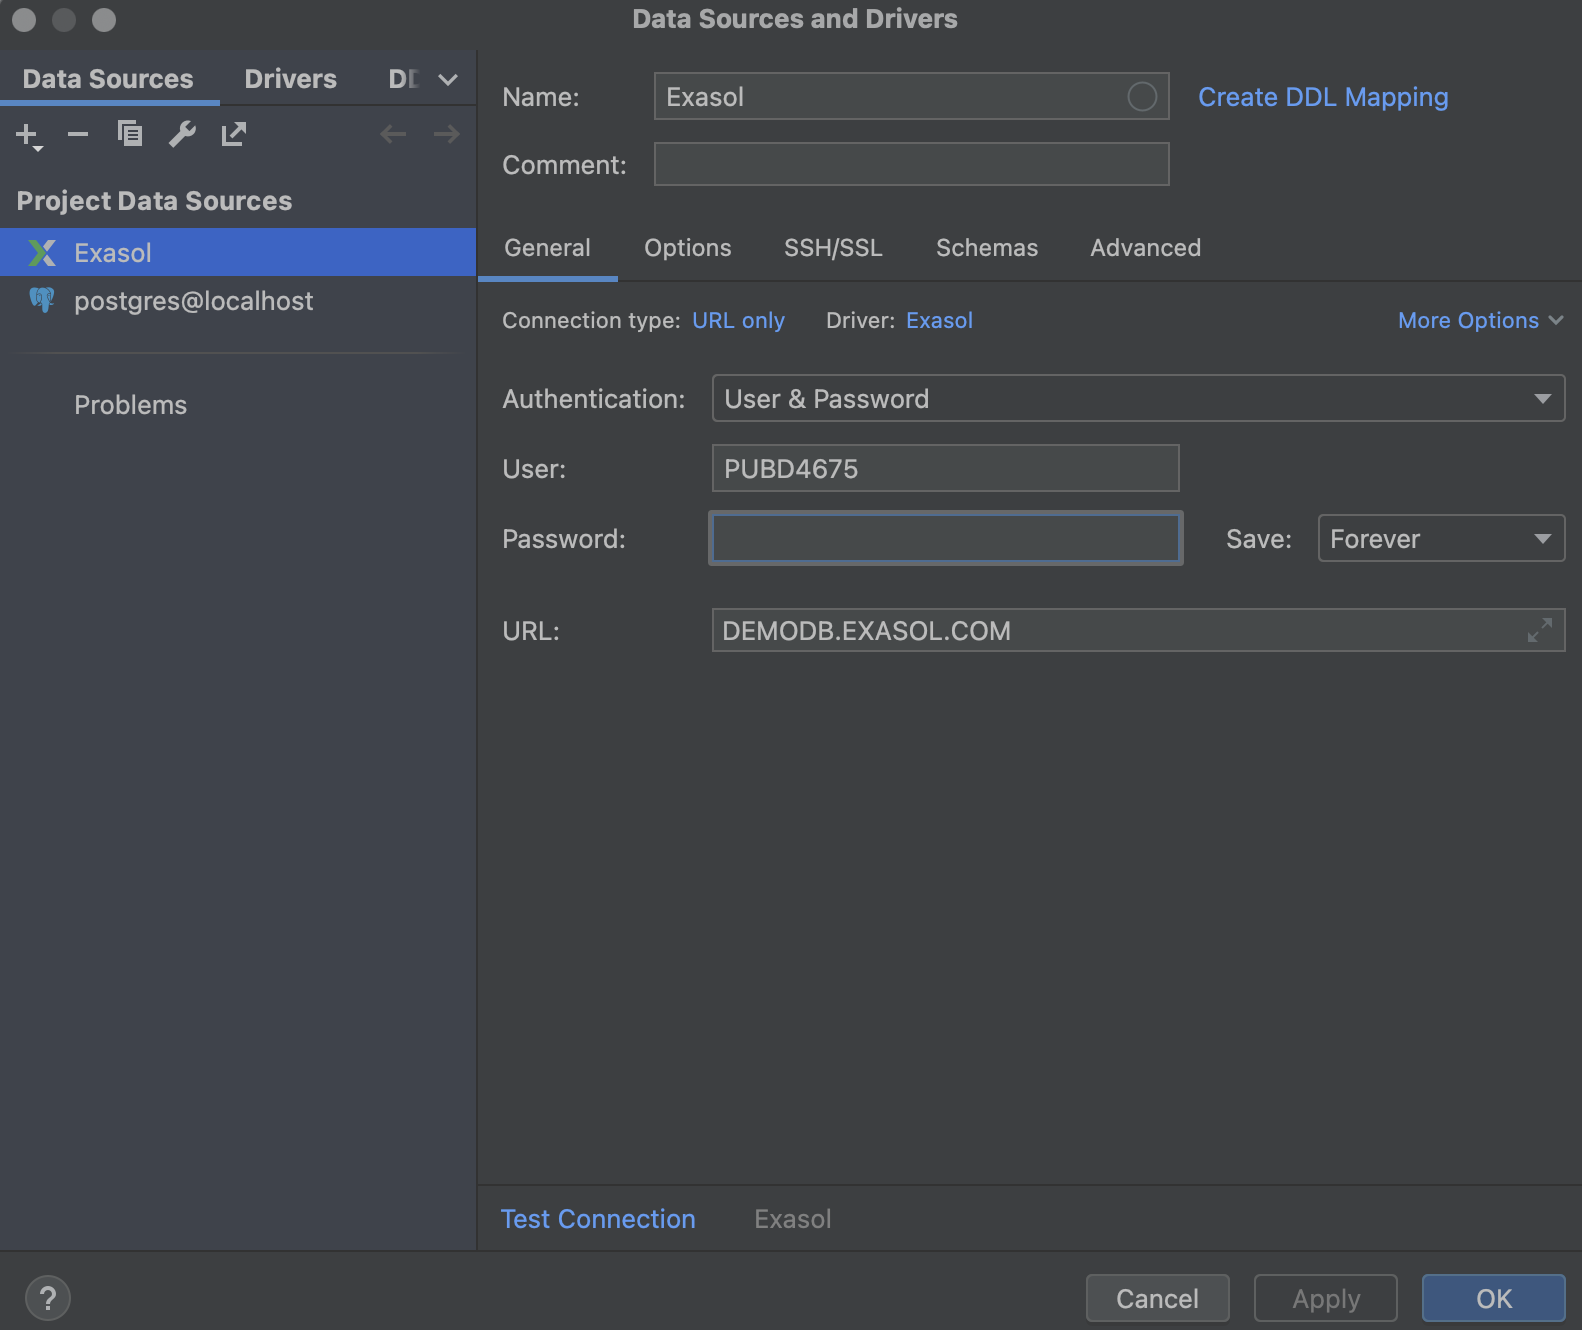 Data Sources and Drivers
Data Sources Drivers
Project Data Sources
Exasol
postgres@localhost
Problems
Name: Exasol Create DDL Mapping
Comment:
General Options SSH/SSL Schemas Advanced
Connection type: URL only Driver: Exasol More Options
Authentication: User & Password
User: PUBD4675
Password: Save: Forever
URL: DEMODB.EXASOL.COM
Test Connection Exasol
? Cancel Apply OK